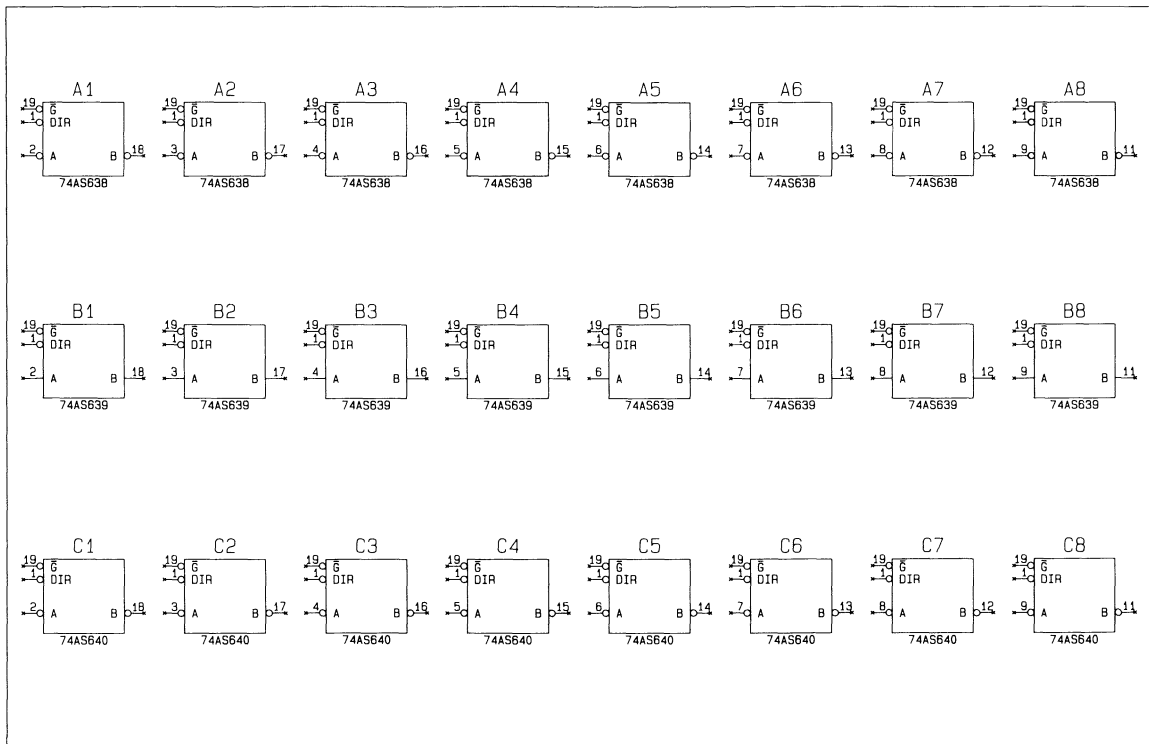 A1 A2 A3 A4 A5 A6 A7 A8
19 G̅ 19 G̅ 19 G̅ 19 G̅ 19 G̅ 19 G̅ 19 G̅ 19 G̅
1 DIR 1 DIR 1 DIR 1 DIR 1 DIR 1 DIR 1 DIR 1 DIR
2 A B 18 3 A B 17 4 A B 16 5 A B 15 6 A B 14 7 A B 13 8 A B 12 9 A B 11
74AS638 74AS638 74AS638 74AS638 74AS638 74AS638 74AS638 74AS638
B1 B2 B3 B4 B5 B6 B7 B8
19 G̅ 19 G̅ 19 G̅ 19 G̅ 19 G̅ 19 G̅ 19 G̅ 19 G̅
1 DIR 1 DIR 1 DIR 1 DIR 1 DIR 1 DIR 1 DIR 1 DIR
2 A B 18 3 A B 17 4 A B 16 5 A B 15 6 A B 14 7 A B 13 8 A B 12 9 A B 11
74AS639 74AS639 74AS639 74AS639 74AS639 74AS639 74AS639 74AS639
C1 C2 C3 C4 C5 C6 C7 C8
19 G̅ 19 G̅ 19 G̅ 19 G̅ 19 G̅ 19 G̅ 19 G̅ 19 G̅
1 DIR 1 DIR 1 DIR 1 DIR 1 DIR 1 DIR 1 DIR 1 DIR
2 A B 18 3 A B 17 4 A B 16 5 A B 15 6 A B 14 7 A B 13 8 A B 12 9 A B 11
74AS640 74AS640 74AS640 74AS640 74AS640 74AS640 74AS640 74AS640